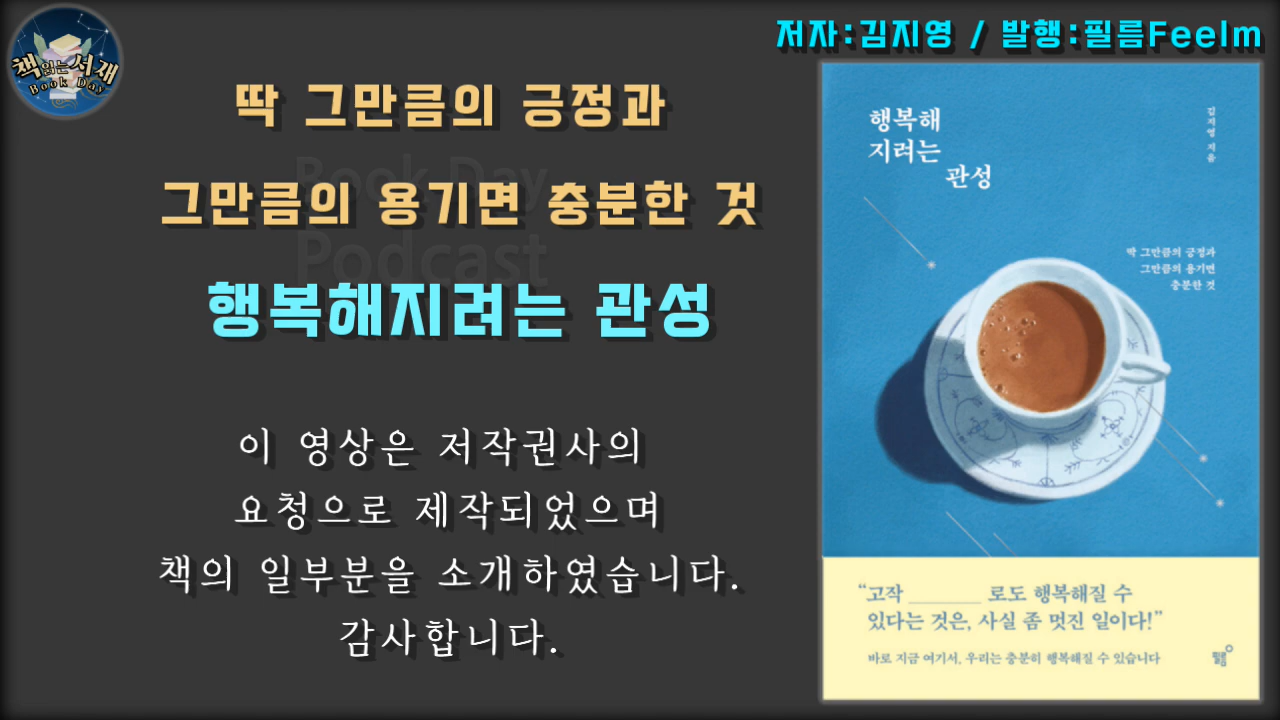 책읽는서재
Book Day
저자:김지영 / 발행:필름Feelm
딱 그만큼의 긍정과
그만큼의 용기면 충분한 것
Book Day
Podcast
행복해지려는 관성
이 영상은 저작권사의
요청으로 제작되었으며
책의 일부분을 소개하였습니다.
감사합니다.
행복해
지려는
관성
김지영 지음
딱 그만큼의 긍정과
그만큼의 용기면
충분한 것
“고작 ______ 로도 행복해질 수
있다는 것은, 사실 좀 멋진 일이다!”
바로 지금 여기서, 우리는 충분히 행복해질 수 있습니다
필름